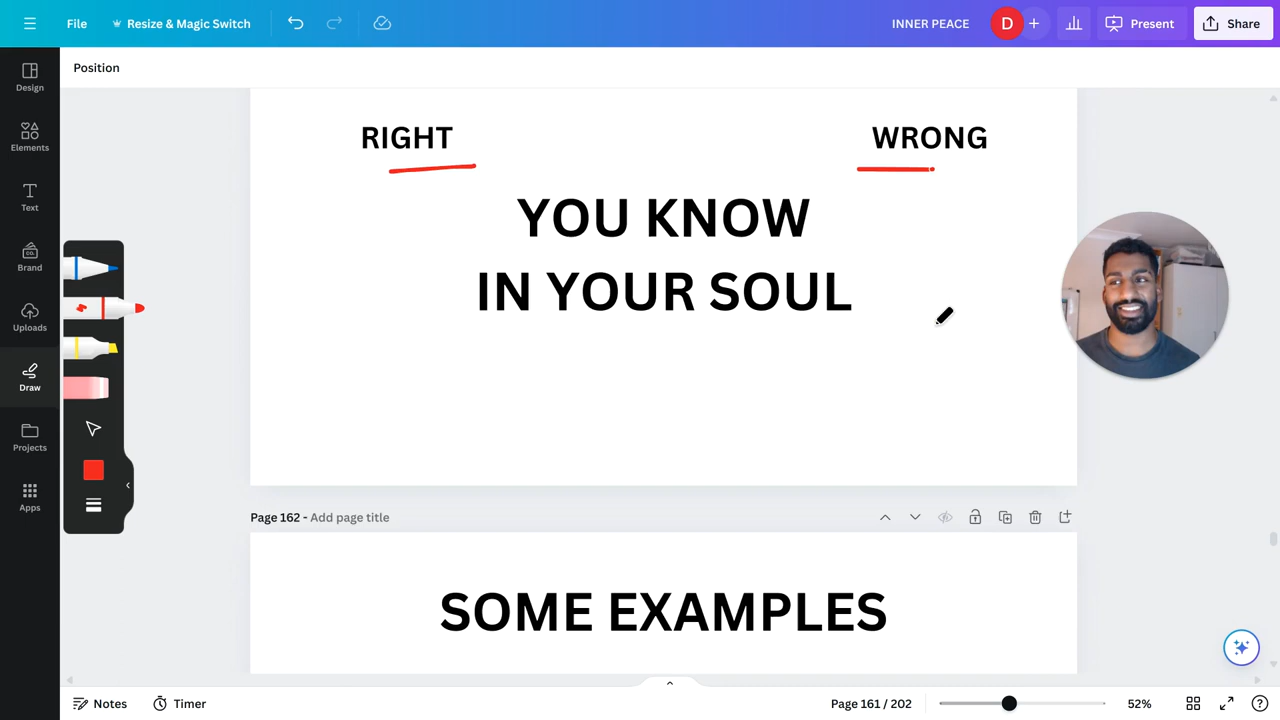 File
Resize & Magic Switch
INNER PEACE
D
Present
Share
Position
Design
Elements
Text
Brand
Uploads
Draw
Projects
Apps
RIGHT
WRONG
YOU KNOW
IN YOUR SOUL
Page 162 - Add page title
SOME EXAMPLES
Notes
Timer
Page 161 / 202
52%